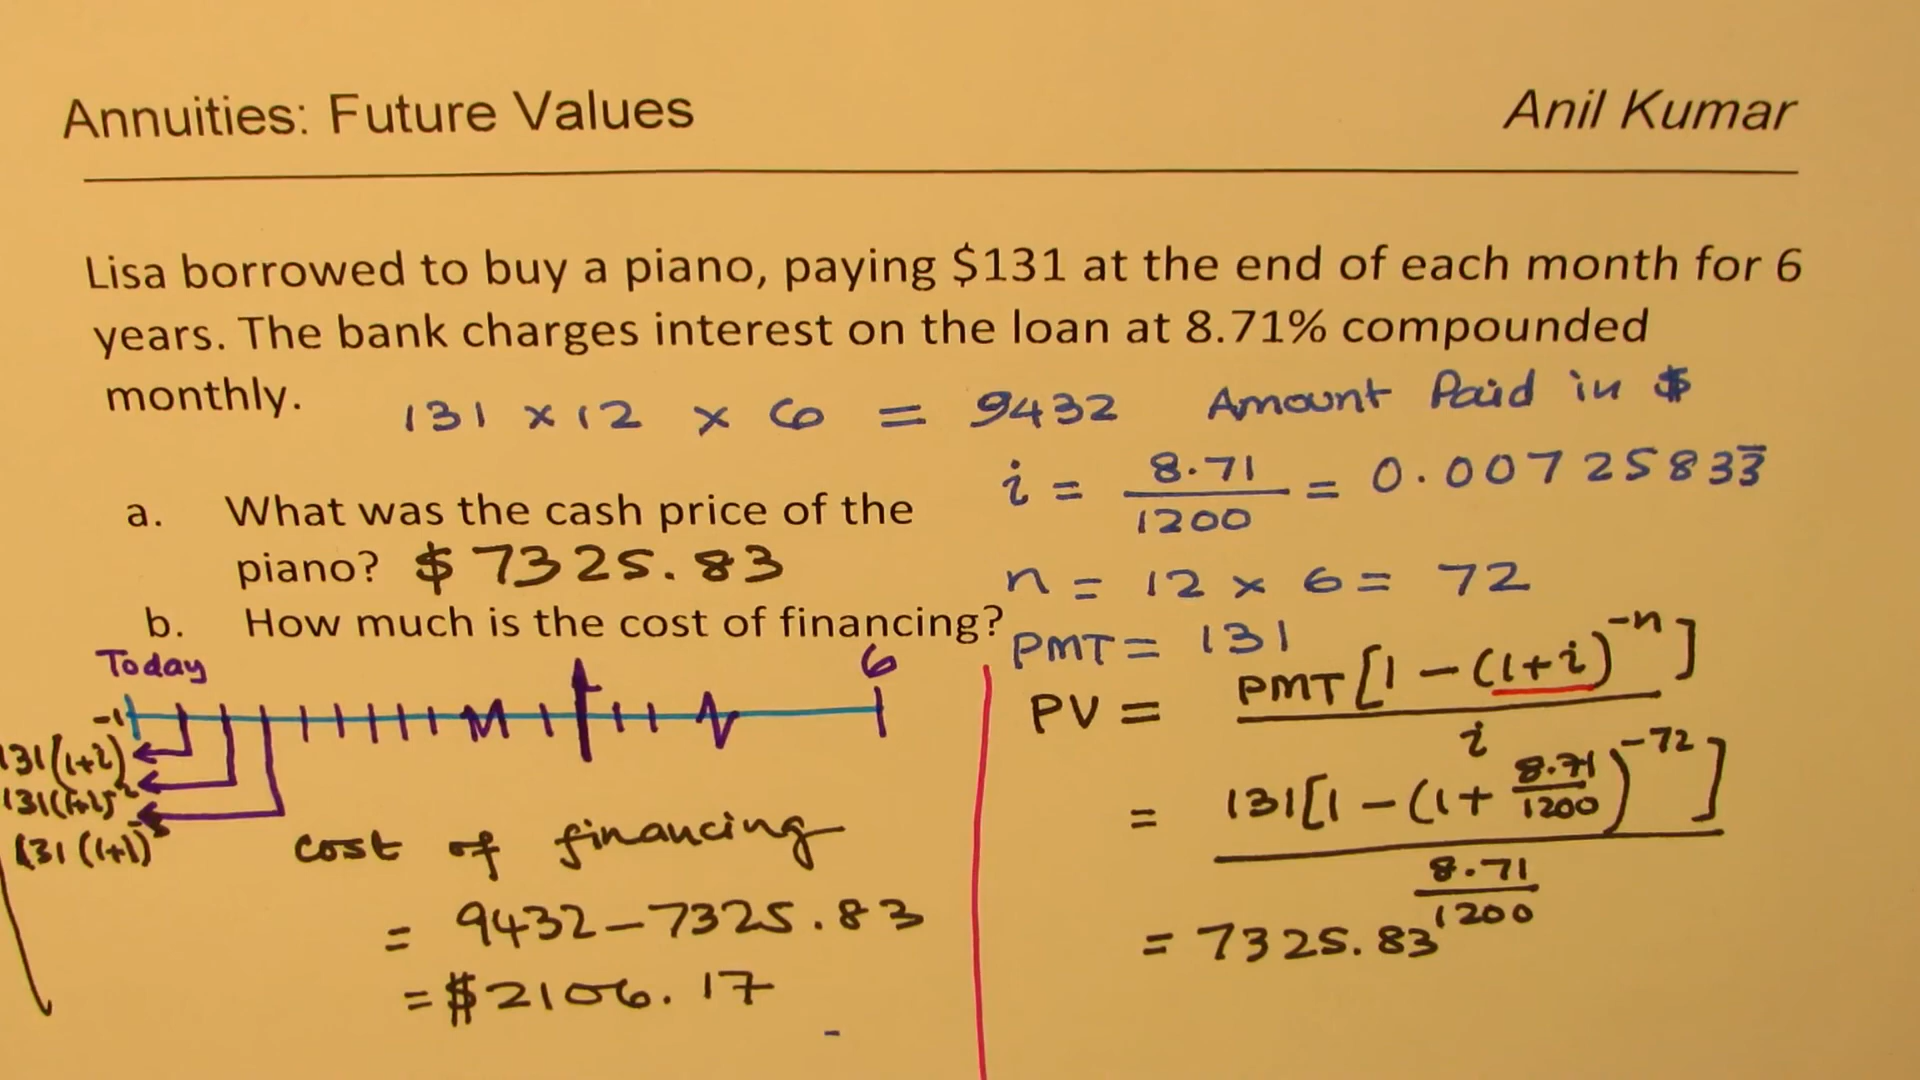 Annuities: Future Values Anil Kumar
Lisa borrowed to buy a piano, paying $131 at the end of each month for 6
years. The bank charges interest on the loan at 8.71% compounded
monthly.
131 × 12 × 6 = 9432 Amount Paid in $
i = 8.71/1200 = 0.00725833̅
a. What was the cash price of the
piano? $7325.83
n = 12 × 6 = 72
b. How much is the cost of financing?
PMT = 131
Today 6
PV = PMT[1 – (1+i)^-n] / i
131(1+i)^-1
= 131[1 – (1 + 8.71/1200)^-72] / (8.71/1200)
= 7325.83
cost of financing
= 9432 – 7325.83
= $2106.17